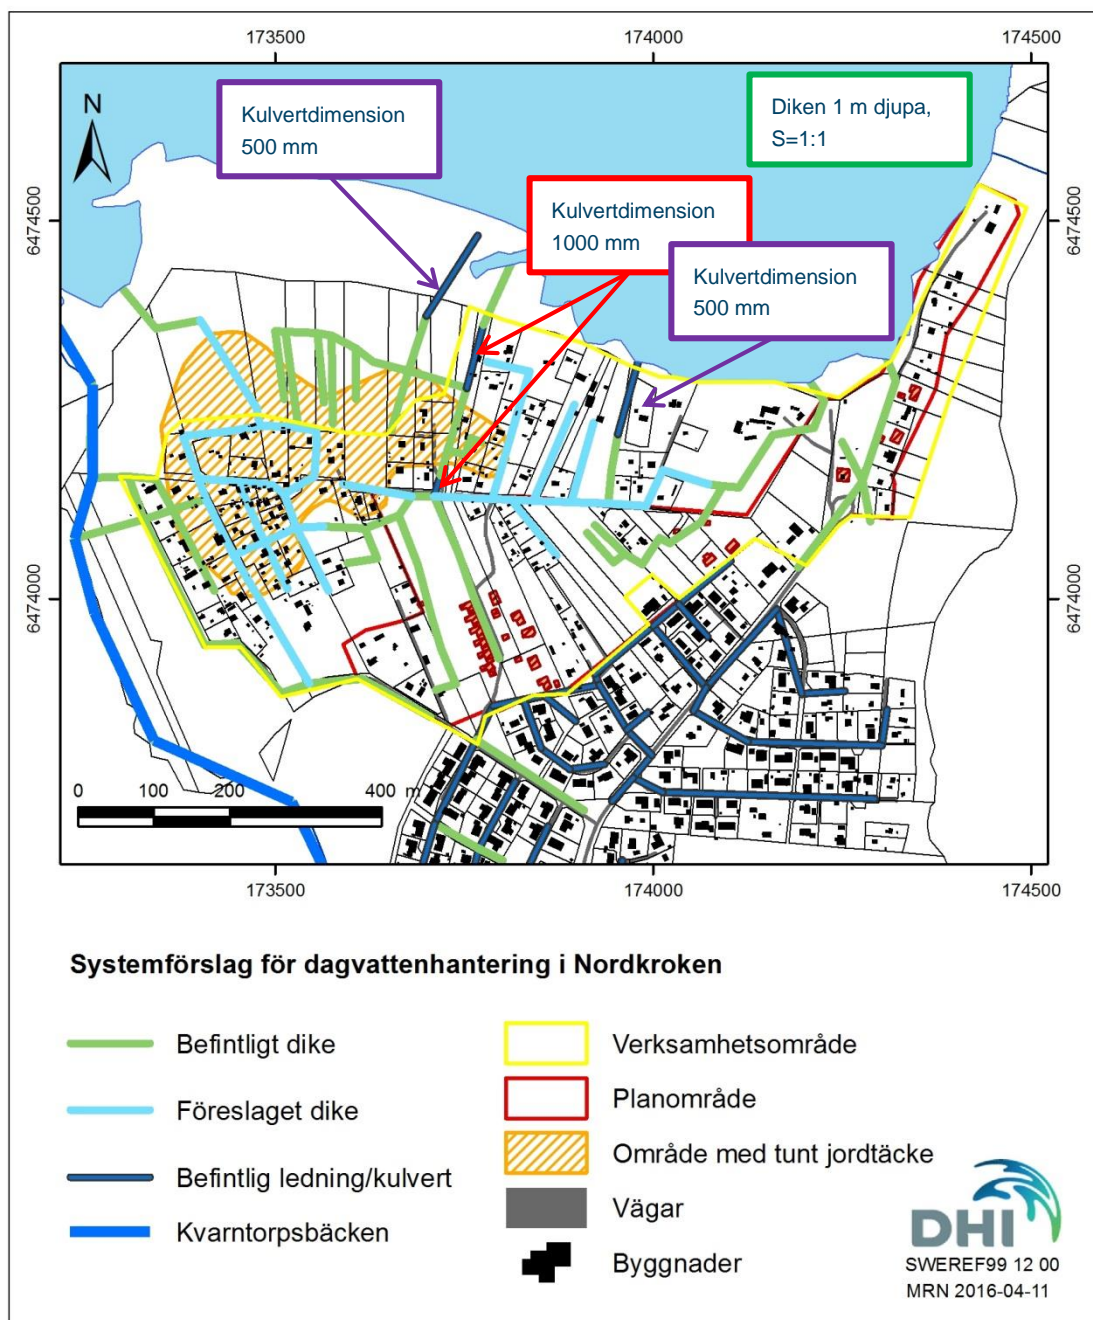 173500
174000
174500
N
Kulvertdimension
500 mm
Diken 1 m djupa,
S=1:1
Kulvertdimension
1000 mm
Kulvertdimension
500 mm
6474500
6474500
6474000
6474000
0 100 200 400 m
173500
174000
174500
Systemförslag för dagvattenhantering i Nordkroken
Befintligt dike
Föreslaget dike
Befintlig ledning/kulvert
Kvarntorpsbäcken
Verksamhetsområde
Planområde
Område med tunt jordtäcke
Vägar
Byggnader
DHI
SWEREF99 12 00
MRN 2016-04-11